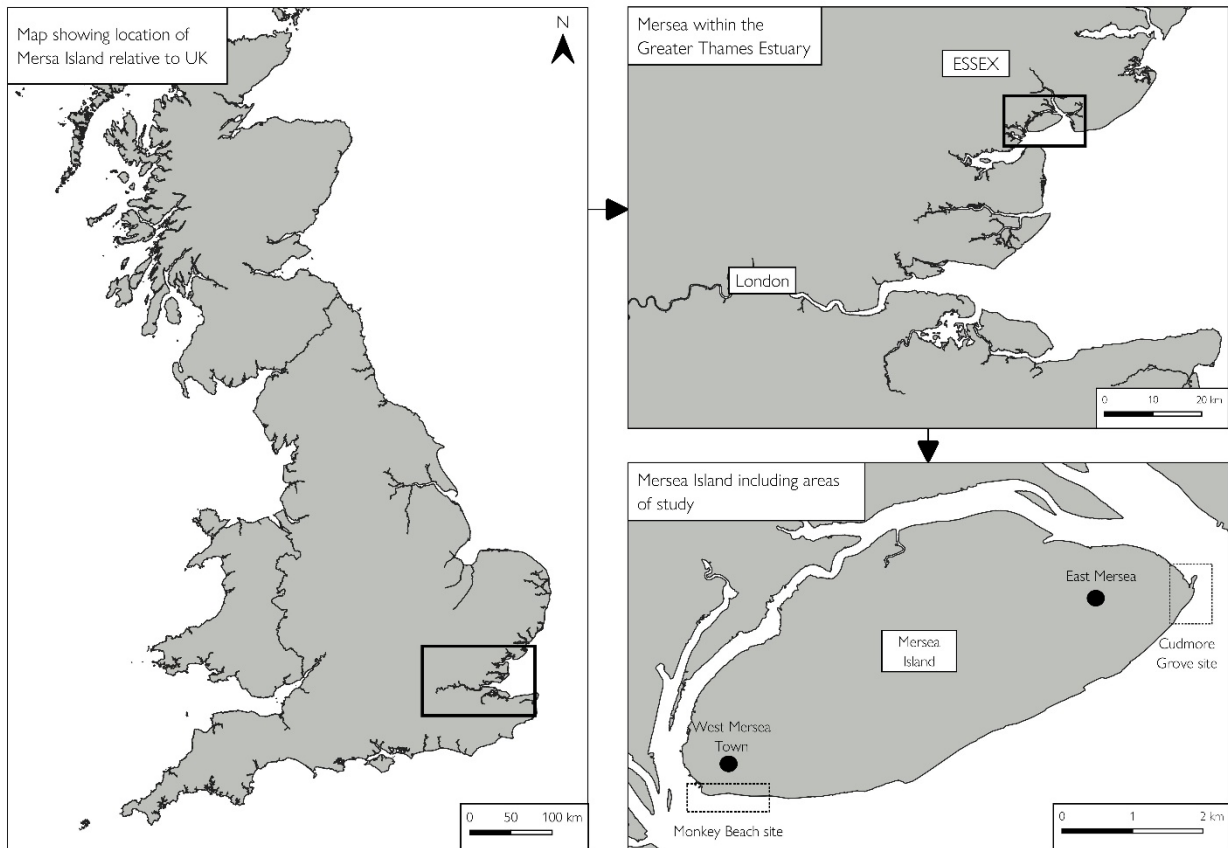 Map showing location of
Mersa Island relative to UK
N
0 50 100 km
Mersea within the
Greater Thames Estuary
ESSEX
London
0 10 20 km
Mersea Island including areas
of study
East Mersea
Cudmore
Grove site
Mersea
Island
West Mersea
Town
Monkey Beach site
0 1 2 km